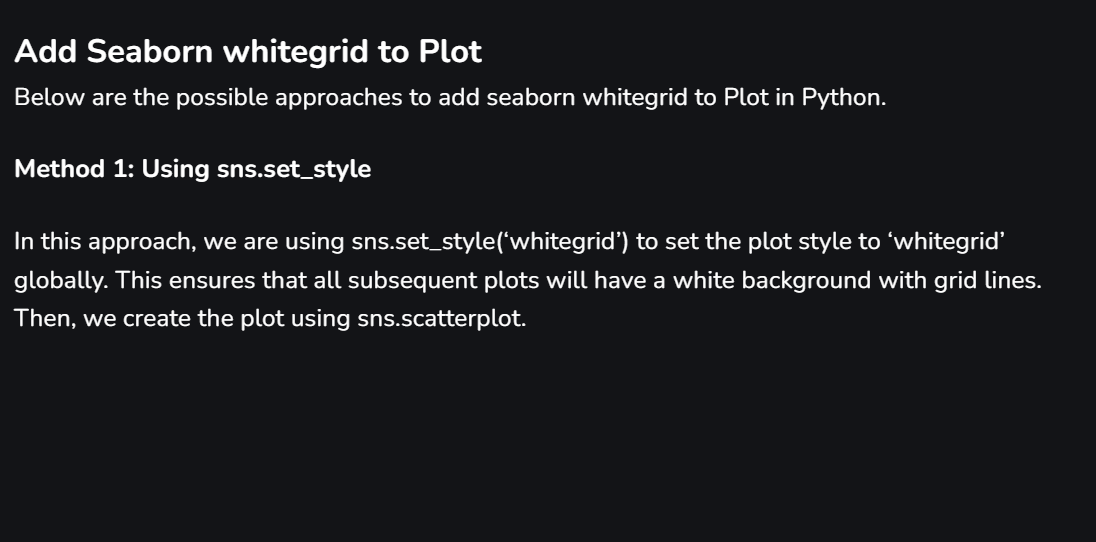 Add Seaborn whitegrid to Plot
Below are the possible approaches to add seaborn whitegrid to Plot in Python.
Method 1: Using sns.set_style
In this approach, we are using sns.set_style(‘whitegrid’) to set the plot style to ‘whitegrid’
globally. This ensures that all subsequent plots will have a white background with grid lines.
Then, we create the plot using sns.scatterplot.